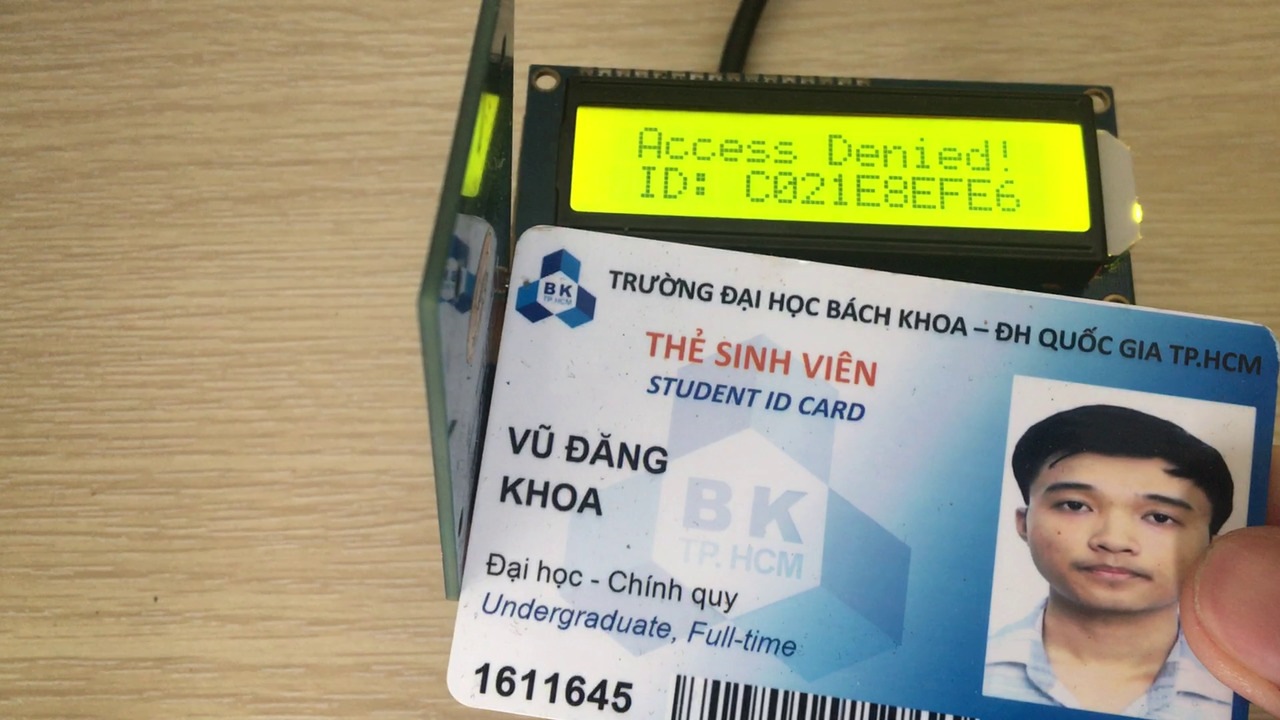 Access Denied!
ID: C021E8EFE6
BK
TP.HCM
TRƯỜNG ĐẠI HỌC BÁCH KHOA – ĐH QUỐC GIA TP.HCM
THẺ SINH VIÊN
STUDENT ID CARD
VŨ ĐĂNG
KHOA
BK
TP.HCM
Đại học - Chính quy
Undergraduate, Full-time
1611645